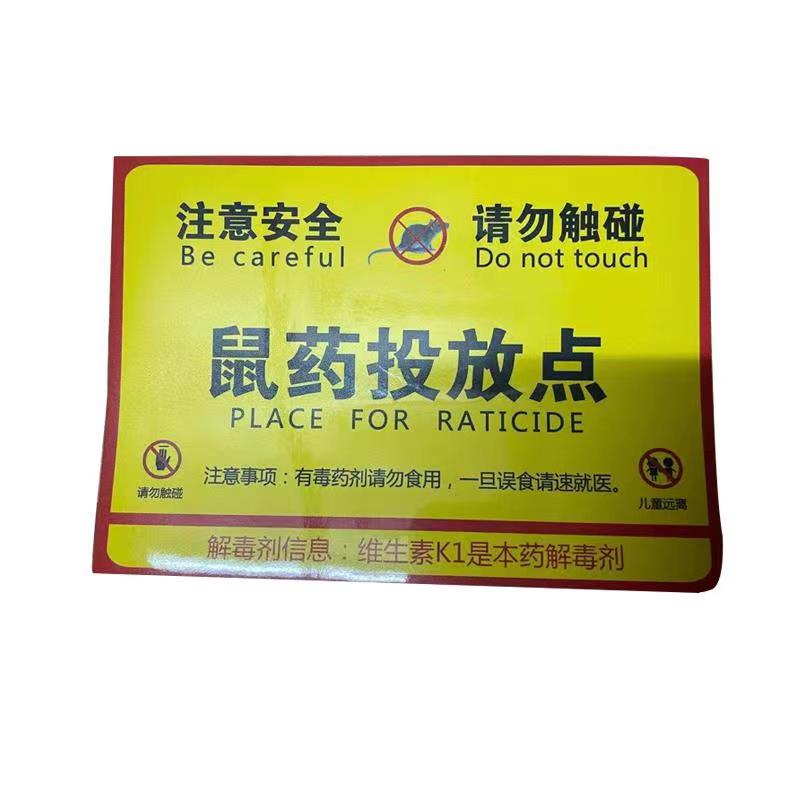 注意安全 请勿触碰
Be careful Do not touch
鼠药投放点
PLACE FOR RATICIDE
注意事项：有毒药剂请勿食用，一旦误食请速就医。
请勿触碰 儿童远离
解毒剂信息：维生素K1是本药解毒剂